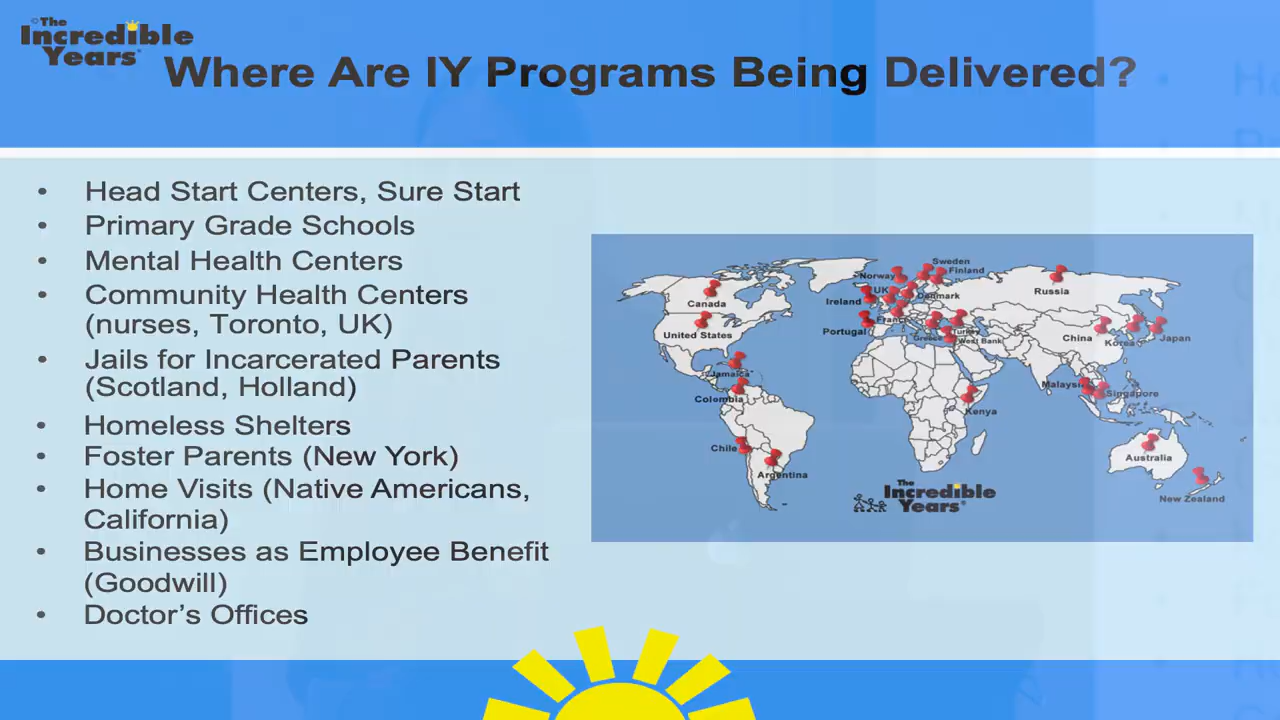 ©The
Incredible
Years®
Where Are IY Programs Being Delivered?
• Head Start Centers, Sure Start
• Primary Grade Schools
• Mental Health Centers
• Community Health Centers
(nurses, Toronto, UK)
• Jails for Incarcerated Parents
(Scotland, Holland)
• Homeless Shelters
• Foster Parents (New York)
• Home Visits (Native Americans,
California)
• Businesses as Employee Benefit
(Goodwill)
• Doctor’s Offices
Sweden
Norway
Finland
UK
Denmark
Ireland
Russia
Canada
France
Portugal
Turkey
United States
Greece
West Bank
China
Korea
Japan
Jamaica
Malaysia
Singapore
Colombia
Kenya
Chile
Australia
Argentina
The
Incredible
Years®
New Zealand